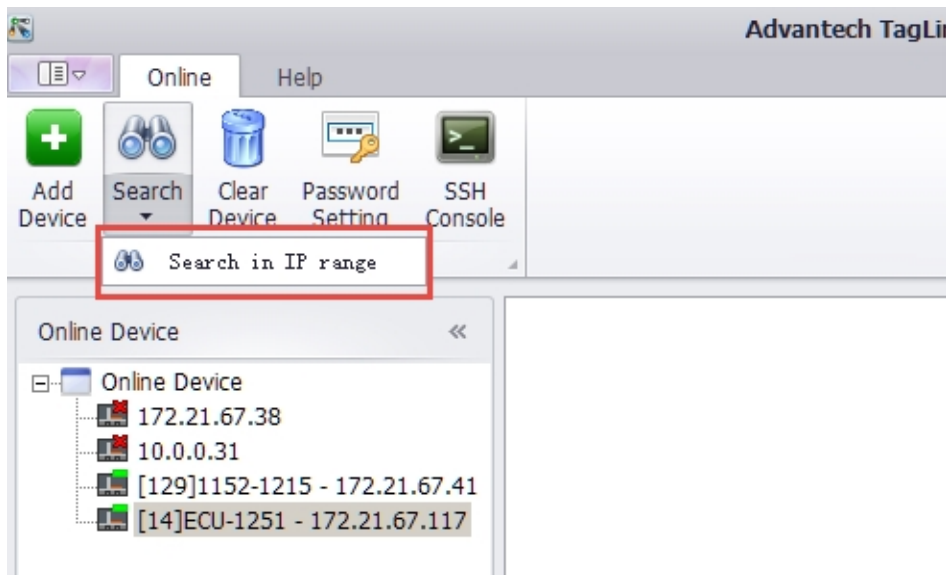 Advantech TagLin
Online Help
Add Device
Search
Clear Device
Password Setting
SSH Console
Search in IP range
Online Device
Online Device
172.21.67.38
10.0.0.31
[129]1152-1215 - 172.21.67.41
[14]ECU-1251 - 172.21.67.117